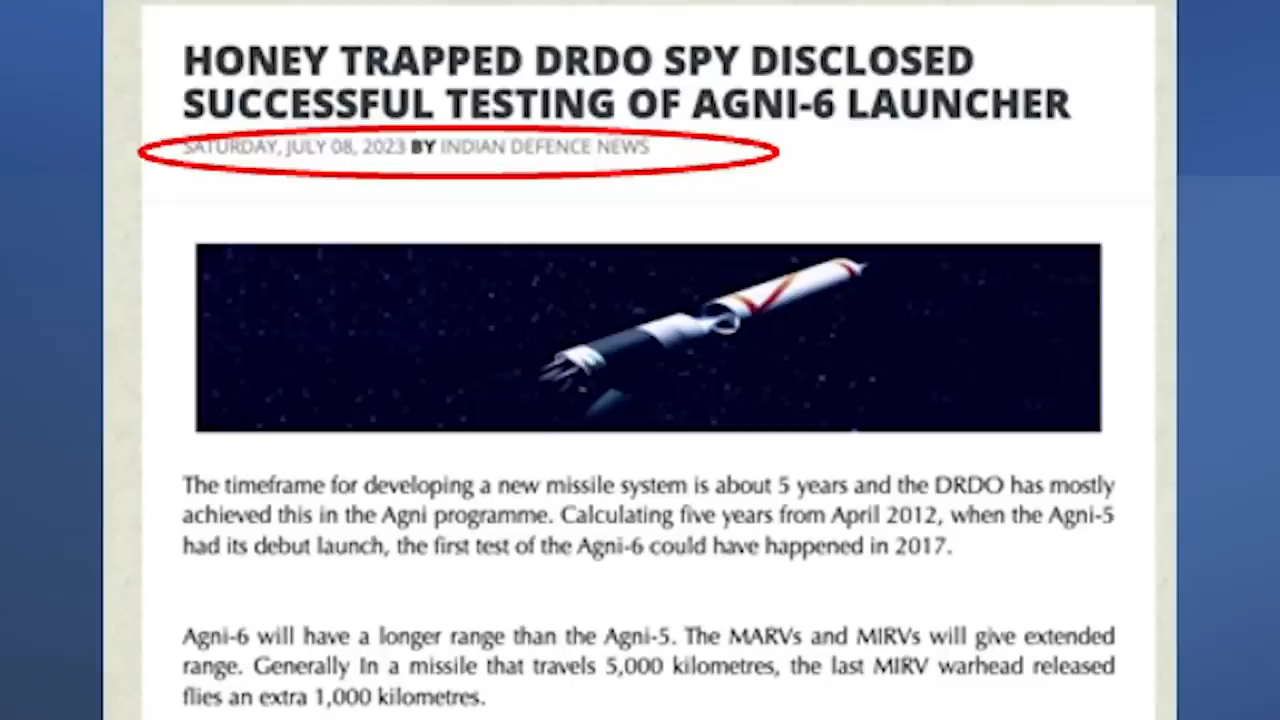 HONEY TRAPPED DRDO SPY DISCLOSED
SUCCESSFUL TESTING OF AGNI-6 LAUNCHER
SATURDAY, JULY 08, 2023 BY INDIAN DEFENCE NEWS
The timeframe for developing a new missile system is about 5 years and the DRDO has mostly
achieved this in the Agni programme. Calculating five years from April 2012, when the Agni-5
had its debut launch, the first test of the Agni-6 could have happened in 2017.
Agni-6 will have a longer range than the Agni-5. The MARVs and MIRVs will give extended
range. Generally In a missile that travels 5,000 kilometres, the last MIRV warhead released
flies an extra 1,000 kilometres.